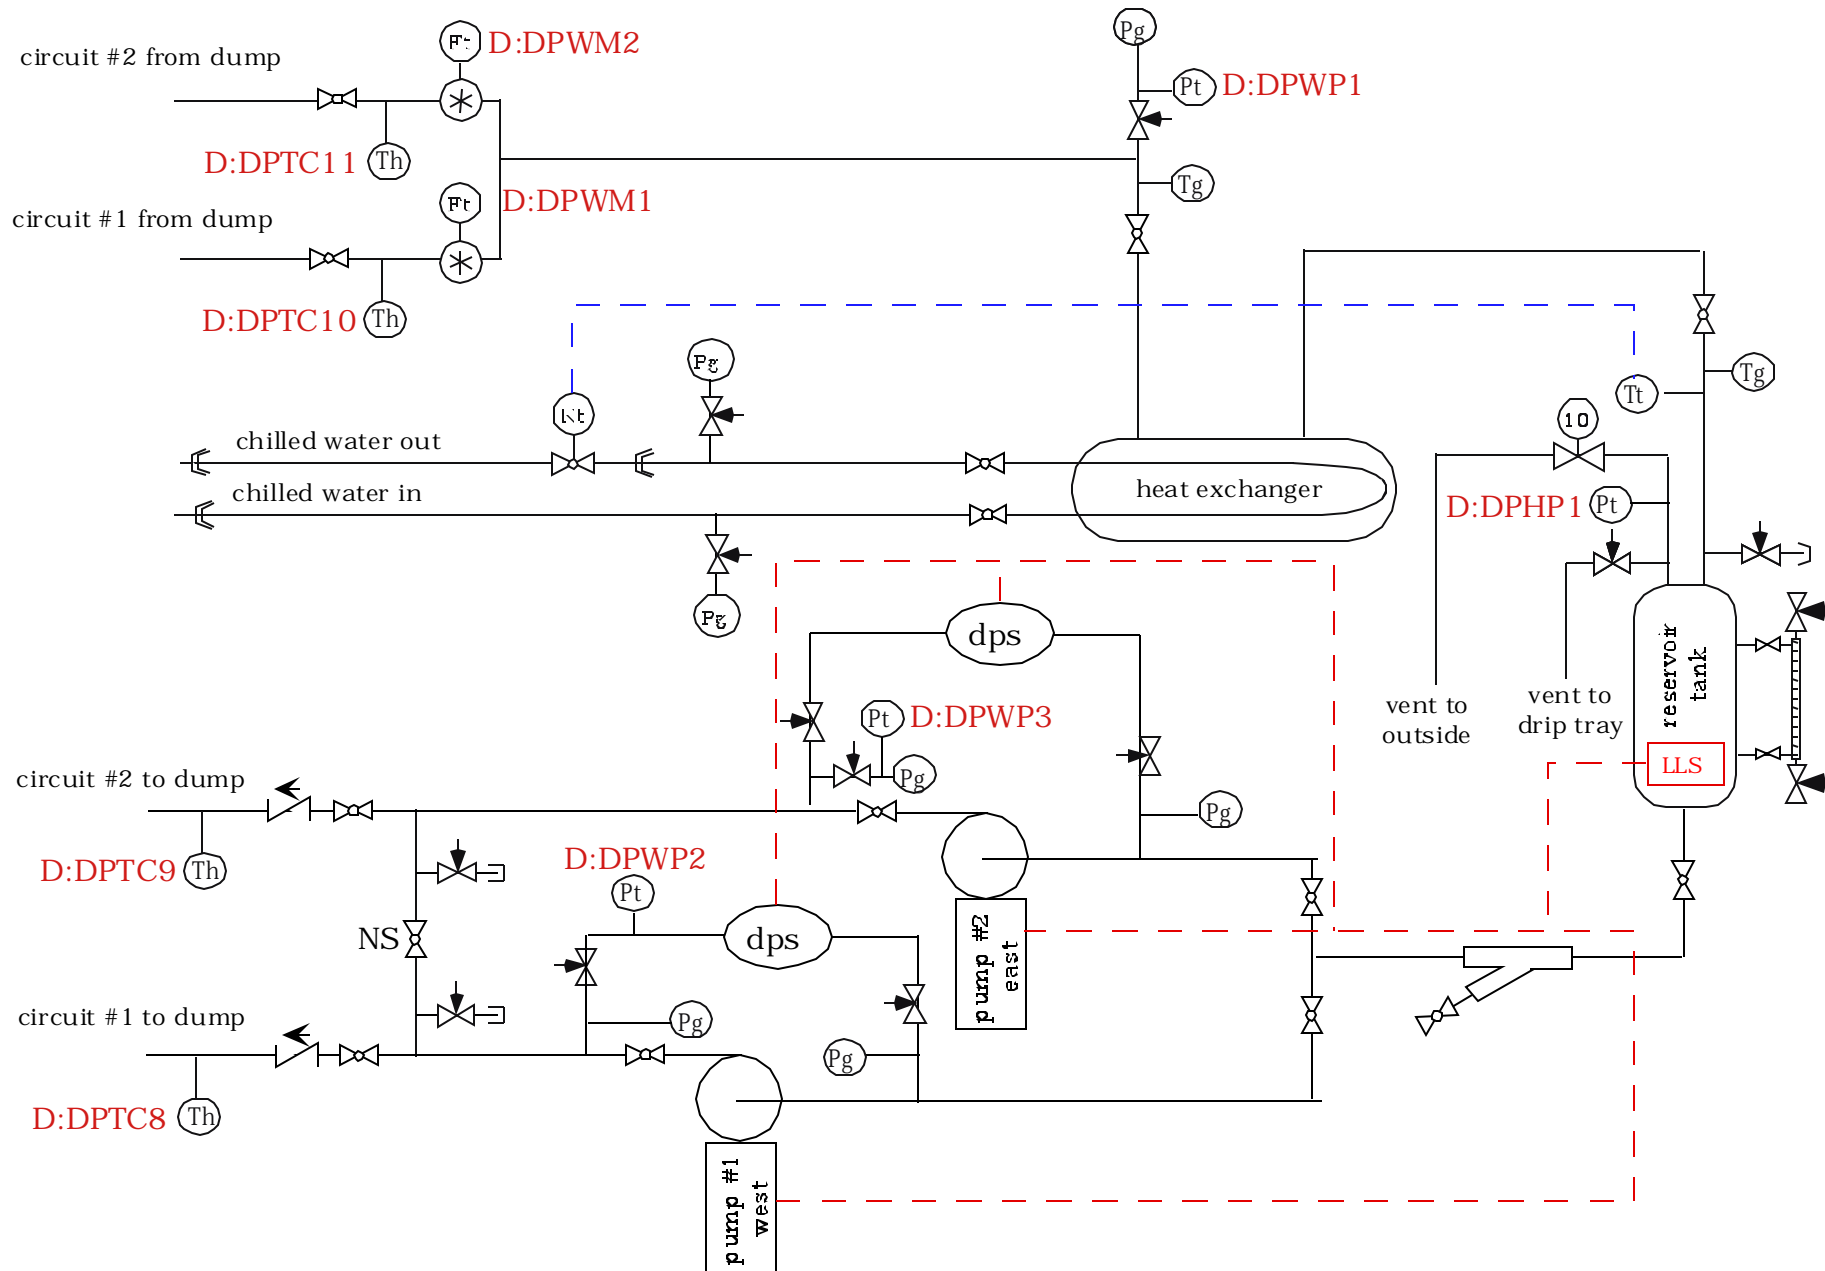 Ft
D:DPWM2
Pg
circuit #2 from dump
Pt
D:DPWP1
D:DPTC11
Th
Tg
Ft
D:DPWM1
circuit #1 from dump
D:DPTC10
Th
Pg
Tg
Tt
10
chilled water out
chilled water in
heat exchanger
D:DPHP1
Pt
Pg
dps
reservoir
tank
vent to
outside
vent to
drip tray
Pt
D:DPWP3
Pg
LLS
circuit #2 to dump
Pg
D:DPTC9
Th
D:DPWP2
Pt
NS
dps
pump #2
east
circuit #1 to dump
Pg
Pg
D:DPTC8
Th
pump #1
west